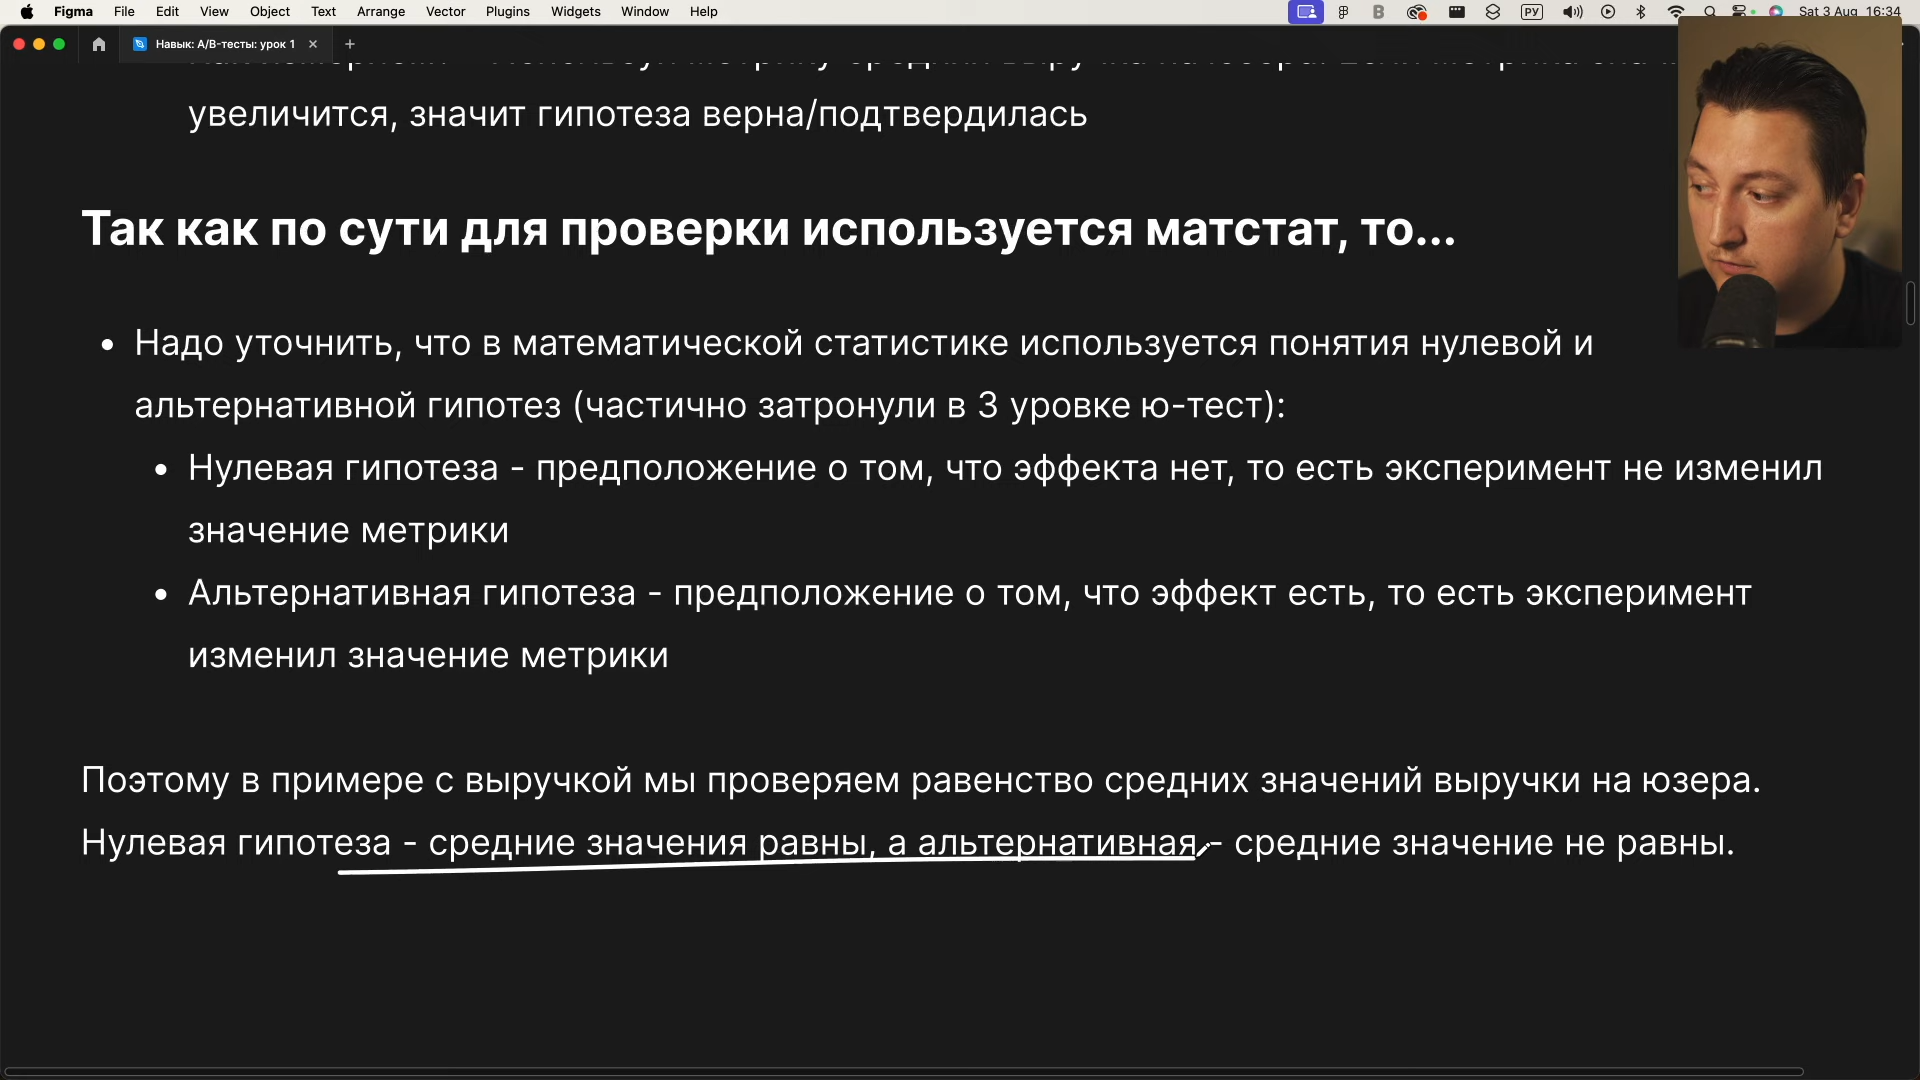 Figma File Edit View Object Text Arrange Vector Plugins Widgets Window Help РУ Sat 3 Aug 16:34
Навык: A/B-тесты: урок 1
увеличится, значит гипотеза верна/подтвердилась
Так как по сути для проверки используется матстат, то...
Надо уточнить, что в математической статистике используется понятия нулевой и
альтернативной гипотез (частично затронули в 3 уровке ю-тест):
Нулевая гипотеза - предположение о том, что эффекта нет, то есть эксперимент не изменил
значение метрики
Альтернативная гипотеза - предположение о том, что эффект есть, то есть эксперимент
изменил значение метрики
Поэтому в примере с выручкой мы проверяем равенство средних значений выручки на юзера.
Нулевая гипотеза - средние значения равны, а альтернативная - средние значение не равны.